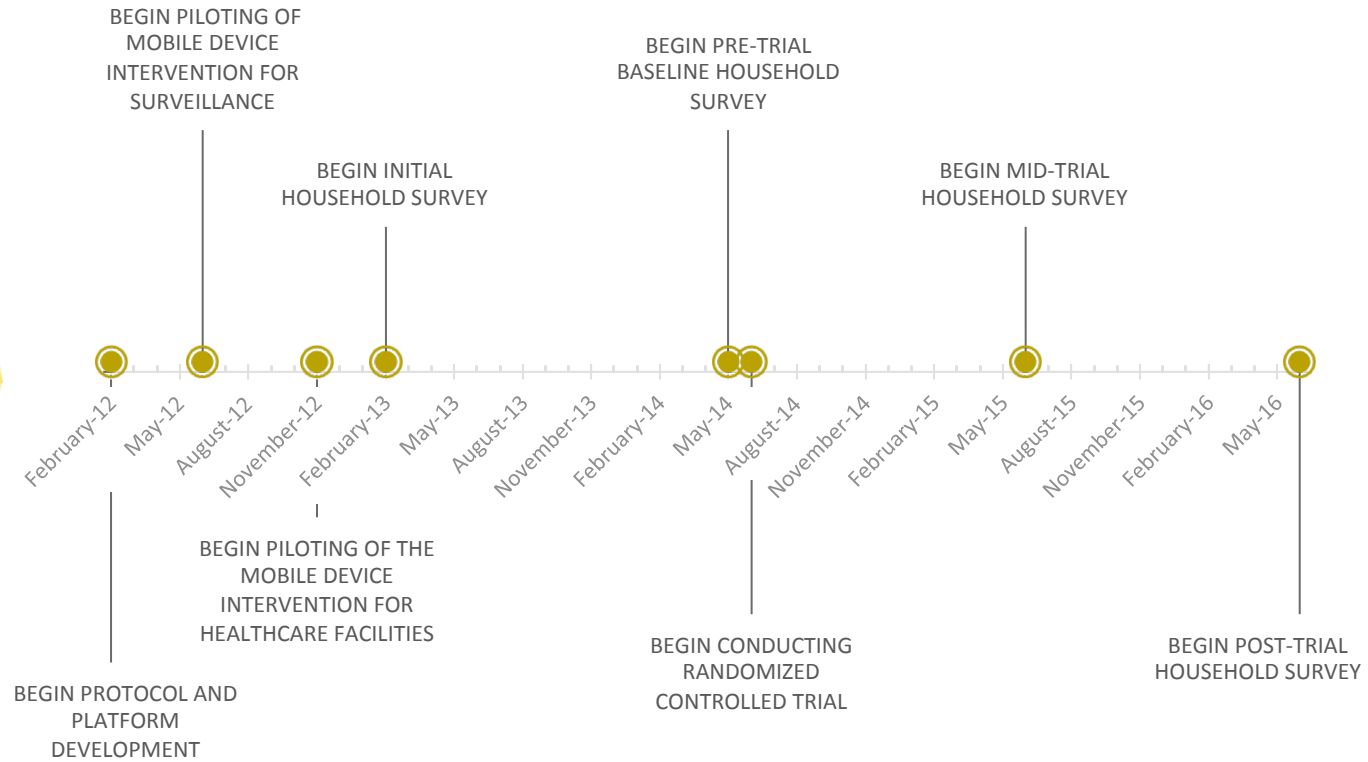 BEGIN PILOTING OF
MOBILE DEVICE
INTERVENTION FOR
SURVEILLANCE
BEGIN PRE-TRIAL
BASELINE HOUSEHOLD
SURVEY
BEGIN INITIAL
HOUSEHOLD SURVEY
BEGIN MID-TRIAL
HOUSEHOLD SURVEY
February-12
May-12
August-12
November-12
February-13
May-13
August-13
November-13
February-14
May-14
August-14
November-14
February-15
May-15
August-15
November-15
February-16
May-16
BEGIN PILOTING OF THE
MOBILE DEVICE
INTERVENTION FOR
HEALTHCARE FACILITIES
BEGIN CONDUCTING
RANDOMIZED
CONTROLLED TRIAL
BEGIN POST-TRIAL
HOUSEHOLD SURVEY
BEGIN PROTOCOL AND
PLATFORM
DEVELOPMENT